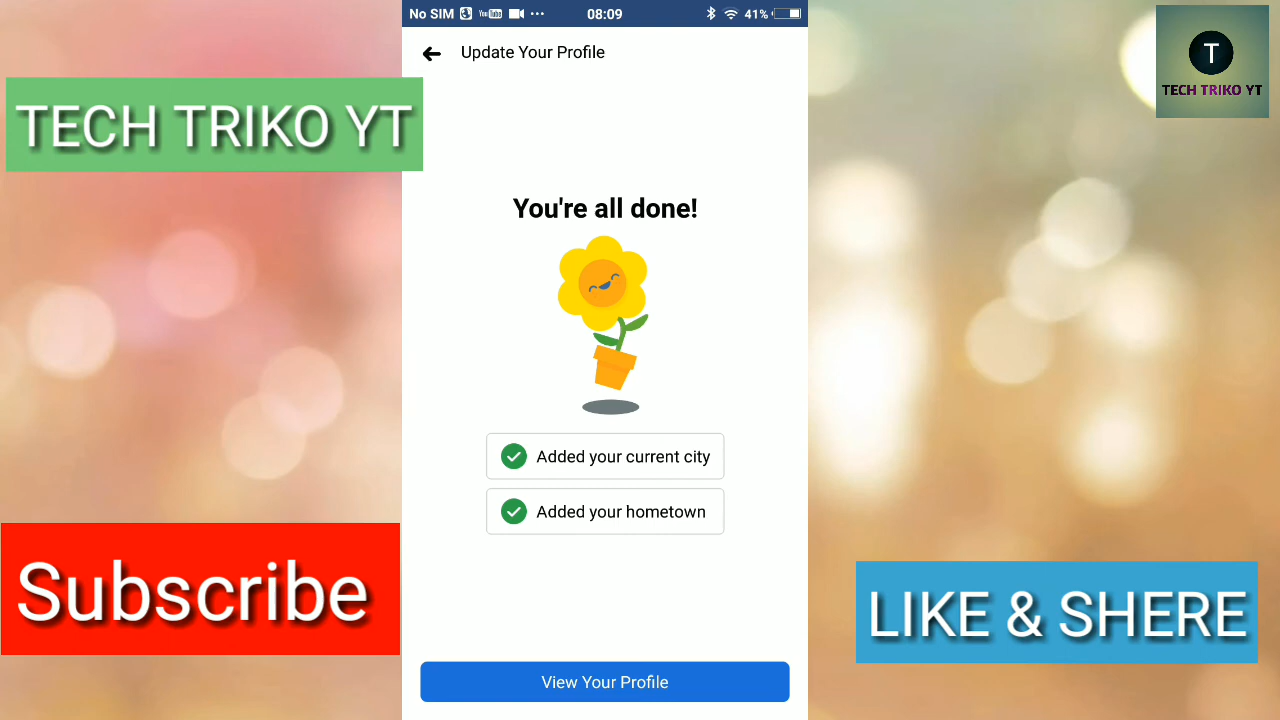 No SIM
YouTube
08:09
41%
Update Your Profile
TECH TRIKO YT
T
TECH TRIKO YT
You're all done!
Added your current city
Added your hometown
Subscribe
LIKE & SHERE
View Your Profile